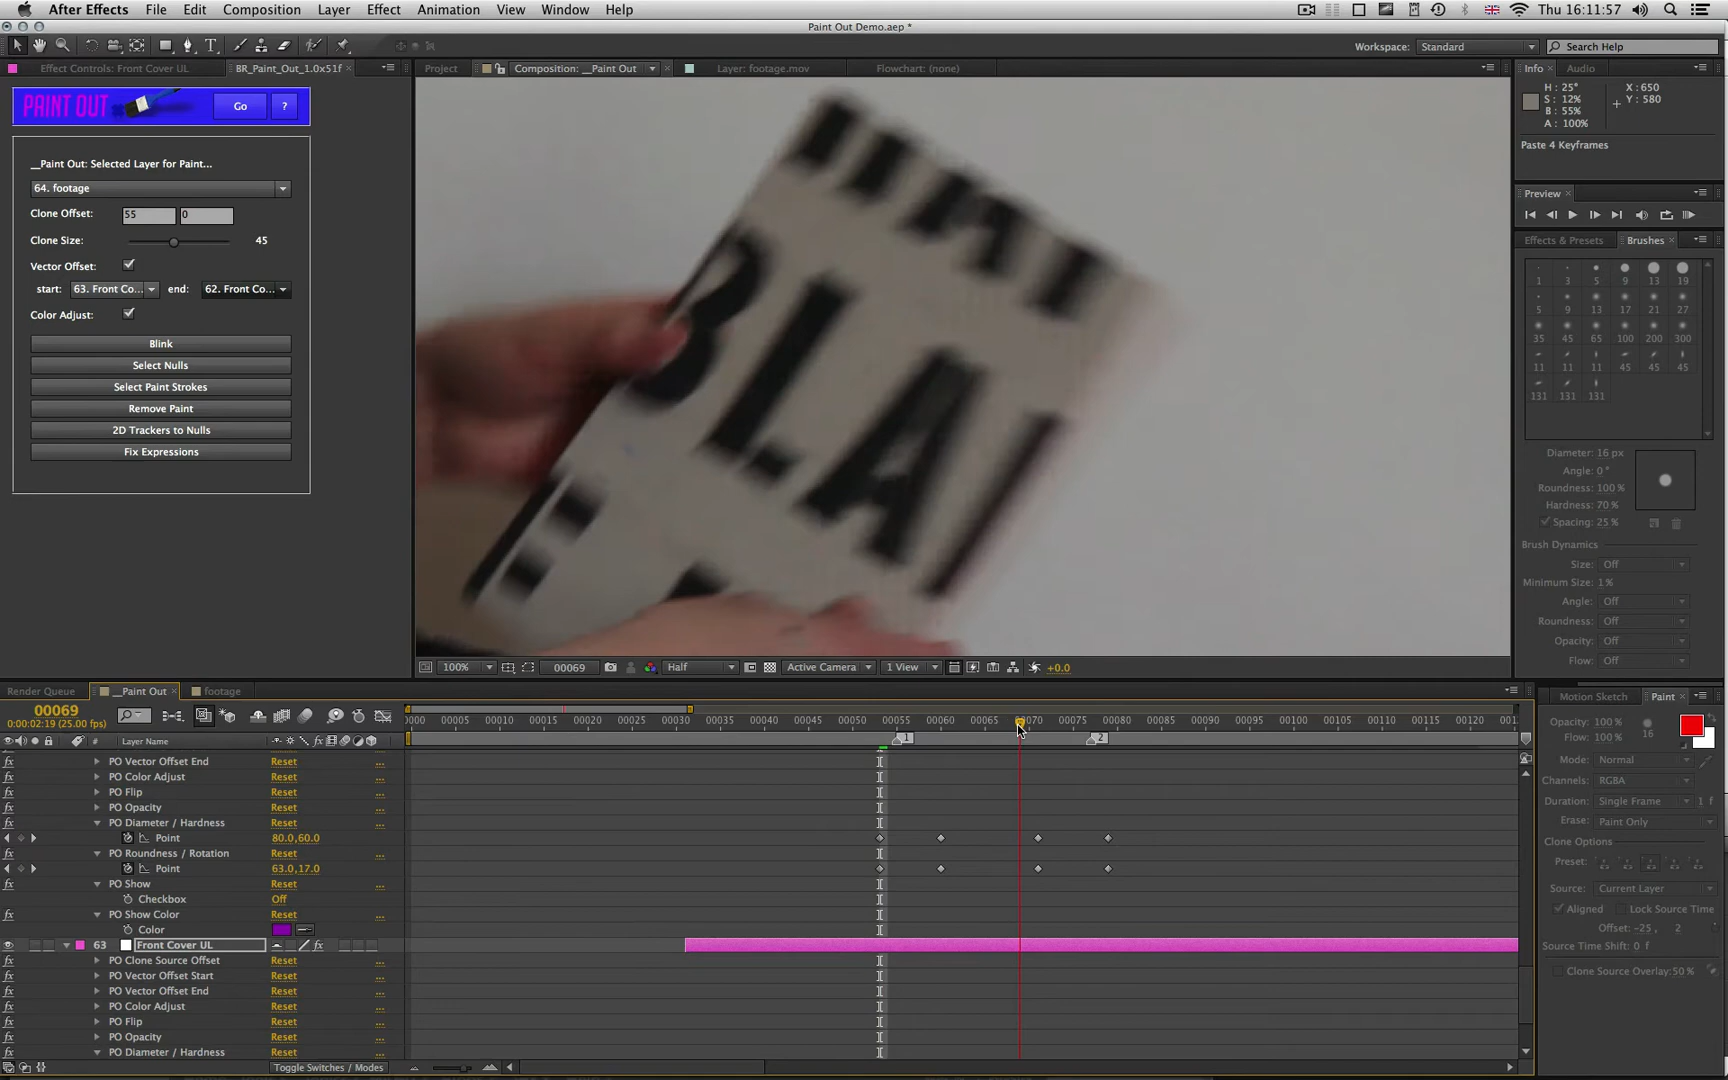 After Effects File Edit Composition Layer Effect Animation View Window Help Thu 16:11:57
Paint Out Demo.aep *
Workspace: Standard Search Help
Effect Controls: Front Cover UL BR_Paint_Out_1.0x51f Project Composition: __Paint Out Layer: footage.mov Flowchart: (none) Info Audio
PAINT OUT Go ?
H : 25° X : 650
S : 12% Y : 580
B : 55%
A : 100%
Paste 4 Keyframes
__Paint Out: Selected Layer for Paint...
64. footage
Clone Offset: 55 0
Clone Size: 45
Vector Offset:
start: 63. Front Co... end: 62. Front Co...
Color Adjust:
Blink
Select Nulls
Select Paint Strokes
Remove Paint
2D Trackers to Nulls
Fix Expressions
BLA
Preview
Effects & Presets Brushes
1 3 5 9 13 19
5 9 13 17 21 27
35 45 65 100 200 300
11 11 11 45 45 45
131 131 131
Diameter: 16 px
Angle: 0°
Roundness: 100 %
Hardness: 70 %
Spacing: 25 %
Brush Dynamics
Size: Off
Minimum Size: 1%
Angle: Off
Roundness: Off
Opacity: Off
Flow: Off
100% 00069 Half Active Camera 1 View +0.0
Render Queue __Paint Out footage
00069
0:00:02:19 (25.00 fps)
0000 00005 00010 00015 00020 00025 00030 00035 00040 00045 00050 00055 00060 00065 00070 00075 00080 00085 00090 00095 00100 00105 00110 00115 00120
# Layer Name 1 2
PO Vector Offset End Reset ...
PO Color Adjust Reset ...
PO Flip Reset ...
PO Opacity Reset ...
PO Diameter / Hardness Reset ...
Point 80.0,60.0
PO Roundness / Rotation Reset ...
Point 63.0,17.0
PO Show Reset ...
Checkbox Off
PO Show Color Reset ...
Color
63 Front Cover UL
PO Clone Source Offset Reset ...
PO Vector Offset Start Reset ...
PO Vector Offset End Reset ...
PO Color Adjust Reset ...
PO Flip Reset ...
PO Opacity Reset ...
PO Diameter / Hardness Reset ...
Toggle Switches / Modes
Motion Sketch Paint
Opacity: 100 %
Flow: 100 % 16
Mode: Normal
Channels: RGBA
Duration: Single Frame 1 f
Erase: Paint Only
Clone Options
Preset:
Source: Current Layer
Aligned Lock Source Time
Offset: -25 , 2
Source Time Shift: 0 f
Clone Source Overlay: 50 %